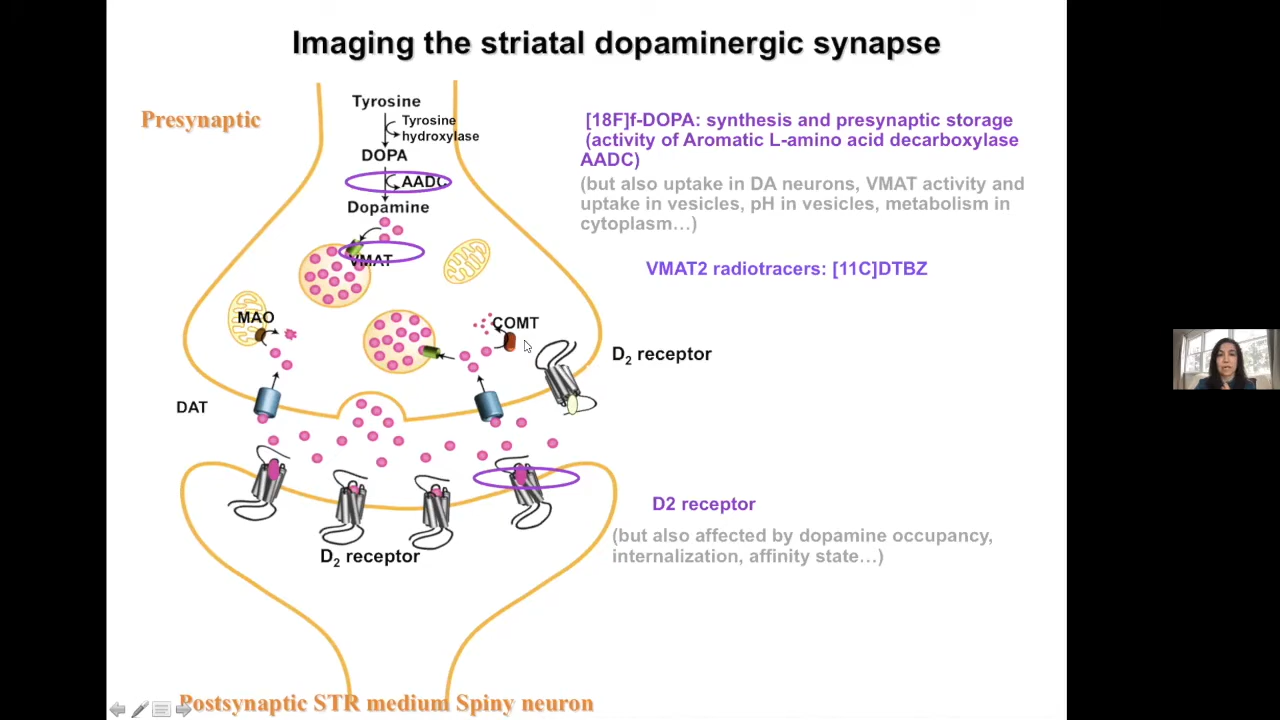 Imaging the striatal dopaminergic synapse
Presynaptic
Tyrosine
Tyrosine
hydroxylase
DOPA
AADC
Dopamine
VMAT
MAO
COMT
DAT
D2 receptor
D2 receptor
[18F]f-DOPA: synthesis and presynaptic storage
(activity of Aromatic L-amino acid decarboxylase
AADC)
(but also uptake in DA neurons, VMAT activity and
uptake in vesicles, pH in vesicles, metabolism in
cytoplasm…)
VMAT2 radiotracers: [11C]DTBZ
D2 receptor
(but also affected by dopamine occupancy,
internalization, affinity state…)
Postsynaptic STR medium Spiny neuron